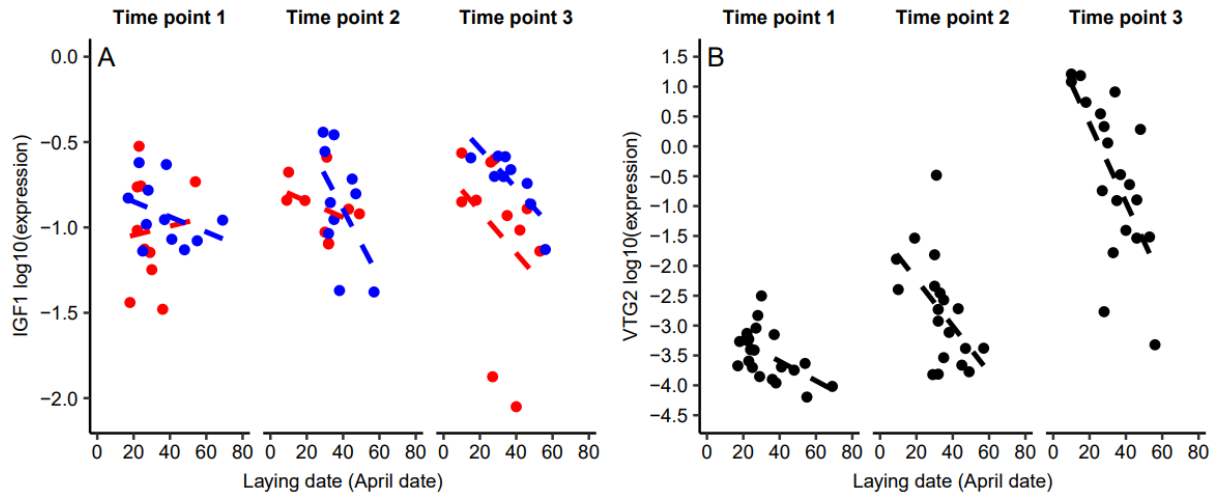 Time point 1 Time point 2 Time point 3
A
IGF1 log10(expression)
0.0
−0.5
−1.0
−1.5
−2.0
0 20 40 60 80 0 20 40 60 80 0 20 40 60 80
Laying date (April date)
Time point 1 Time point 2 Time point 3
B
VTG2 log10(expression)
1.5
1.0
0.5
0.0
−0.5
−1.0
−1.5
−2.0
−2.5
−3.0
−3.5
−4.0
−4.5
0 20 40 60 80 0 20 40 60 80 0 20 40 60 80
Laying date (April date)